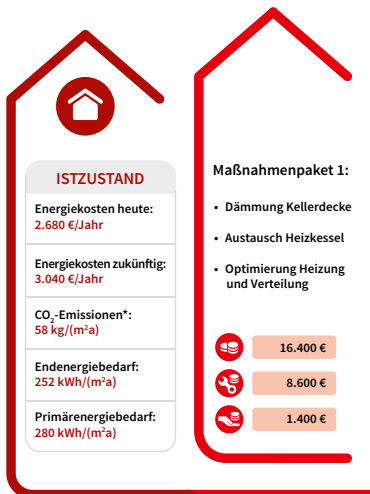 ISTZUSTAND
Energiekosten heute:
2.680 €/Jahr
Energiekosten zukünftig:
3.040 €/Jahr
CO₂-Emissionen*:
58 kg/(m²a)
Endenergiebedarf:
252 kWh/(m²a)
Primärenergiebedarf:
280 kWh/(m²a)
Maßnahmenpaket 1:
• Dämmung Kellerdecke
• Austausch Heizkessel
• Optimierung Heizung
und Verteilung
16.400 €
8.600 €
1.400 €